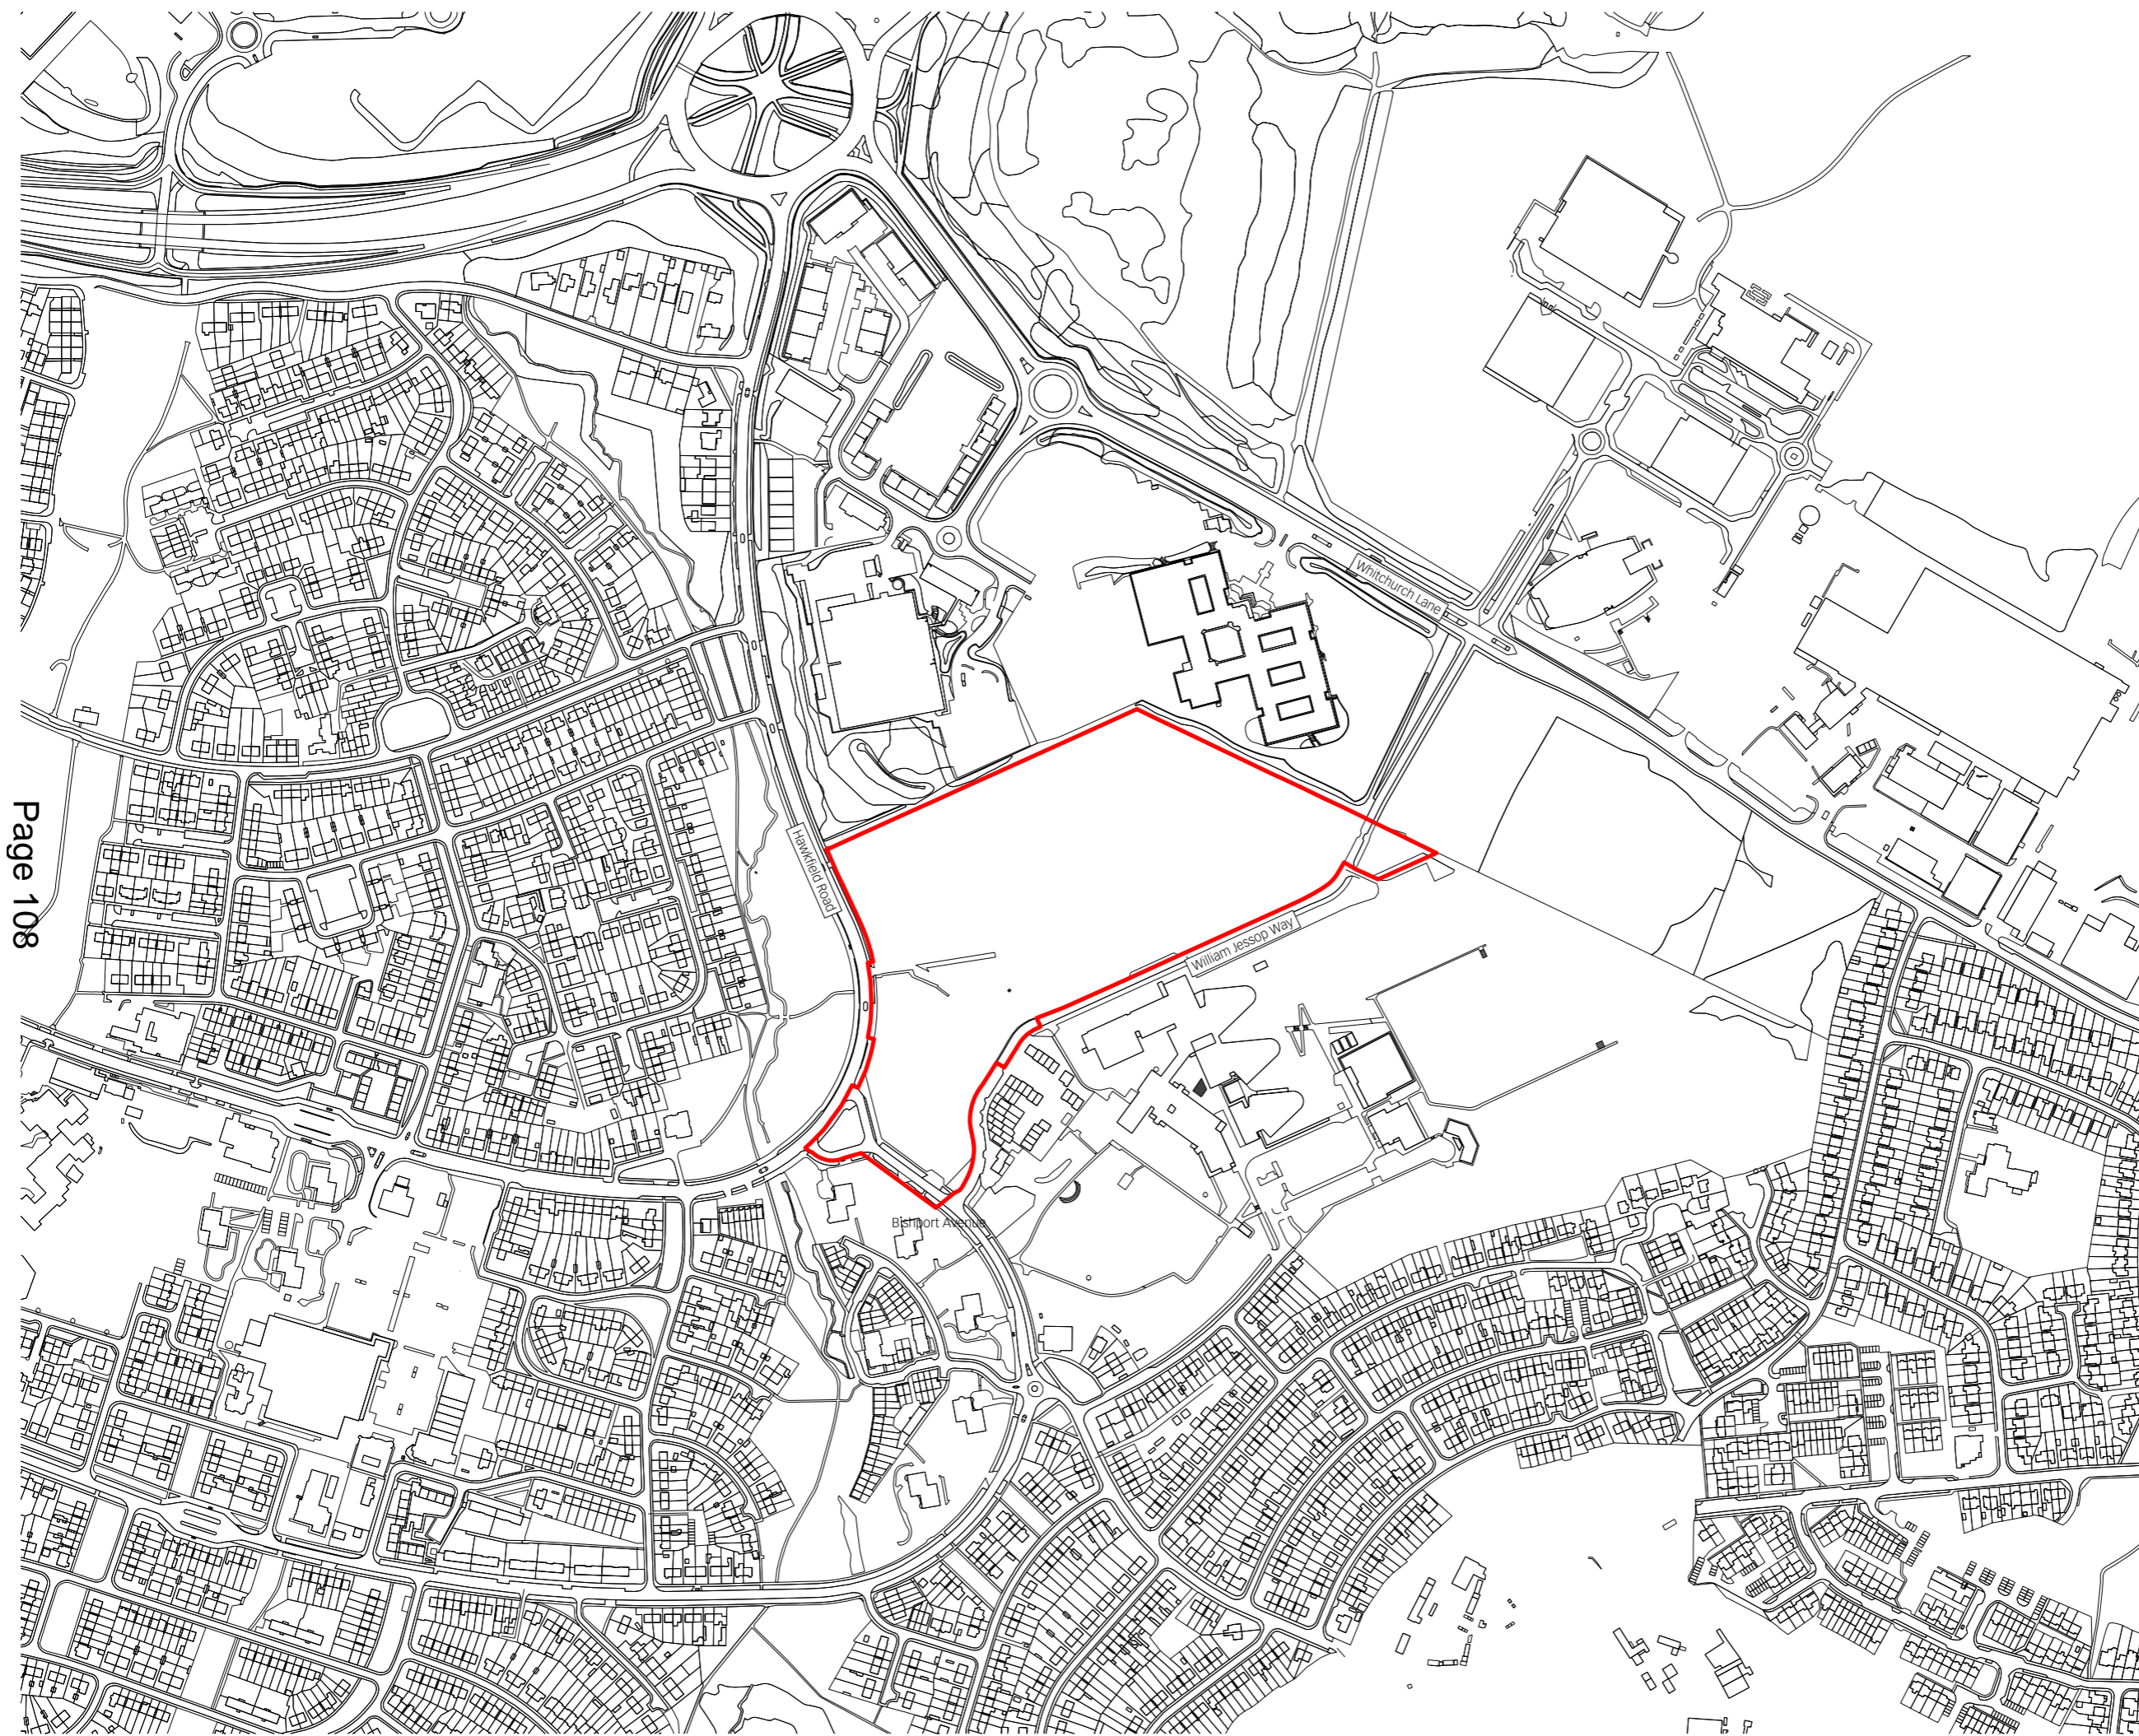 Whitchurch Lane
Hawkfield Road
William Jessop Way
Bishport Avenue
Page 108